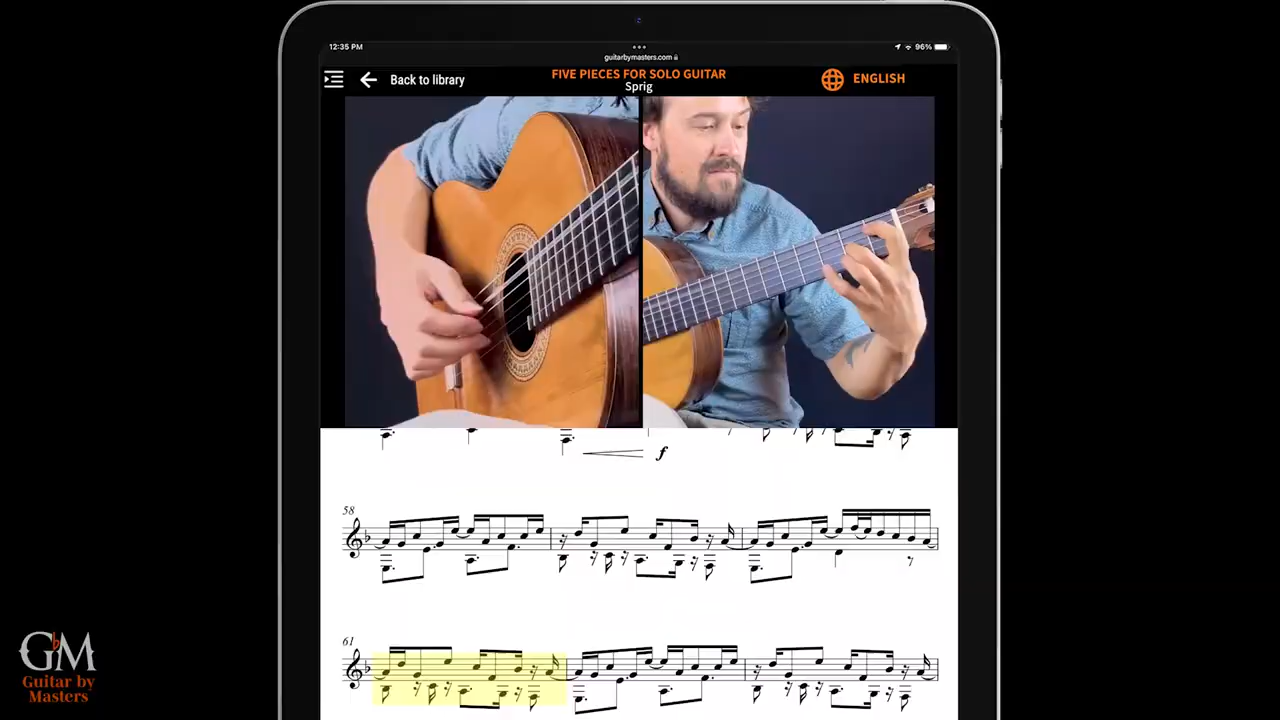 12:35 PM
96%
guitarbymasters.com
Back to library
FIVE PIECES FOR SOLO GUITAR
Sprig
ENGLISH
f
58
61
GbM
Guitar by
Masters